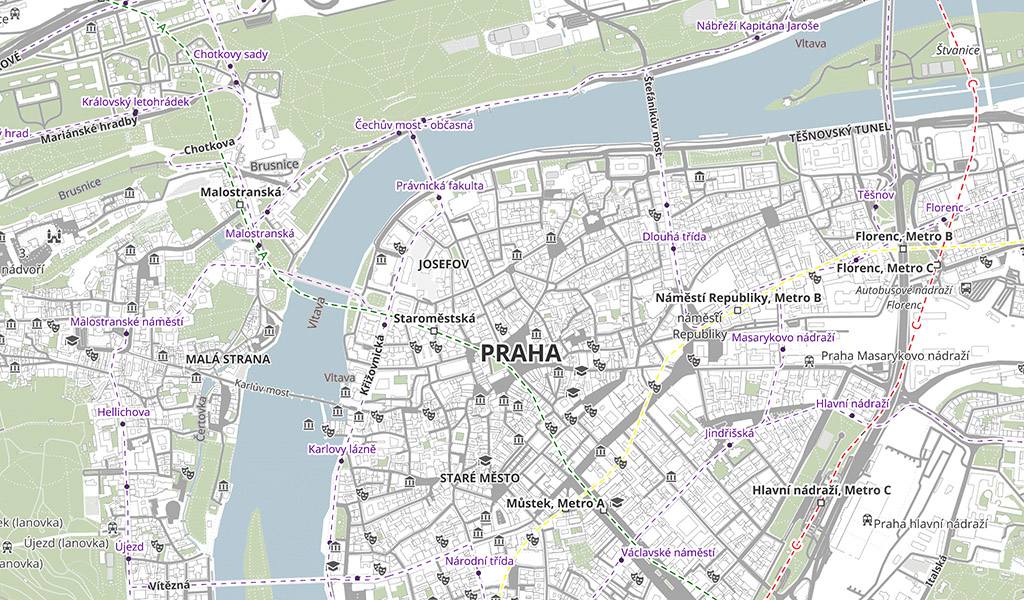 Nábřeží Kapitána Jaroše
Vltava
Chotkovy sady
Štvanice
OVÉ
A
C
Královský letohrádek
Štefánikův most
Čechův most - občasná
ý hrad
Mariánské hradby
TĚŠNOVSKÝ TUNEL
Chotkova
Brusnice
Brusnice
Právnická fakulta
Malostranská
Těšnov
Florenc
Malostranská
Dlouhá třída
Florenc, Metro B
3.
nádvoří
A
JOSEFOV
Florenc, Metro C
Autobusové nádraží
Florenc
Náměstí Republiky, Metro B
Vltava
Malostranské náměstí
Staroměstská
náměstí
Republiky
C
Masarykovo nádraží
PRAHA
Praha Masarykovo nádraží
MALÁ STRANA
Křižovnická
Vltava
Karlův most
Hellichova
Čertovka
Hlavní nádraží
Jindřišská
Karlovy lázně
STARÉ MĚSTO
Hlavní nádraží, Metro C
Můstek, Metro A
ek (lanovka)
Praha hlavní nádraží
Újezd (lanovka)
Újezd
C
Václavské náměstí
anovka)
Národní třída
Vítězná
Italská